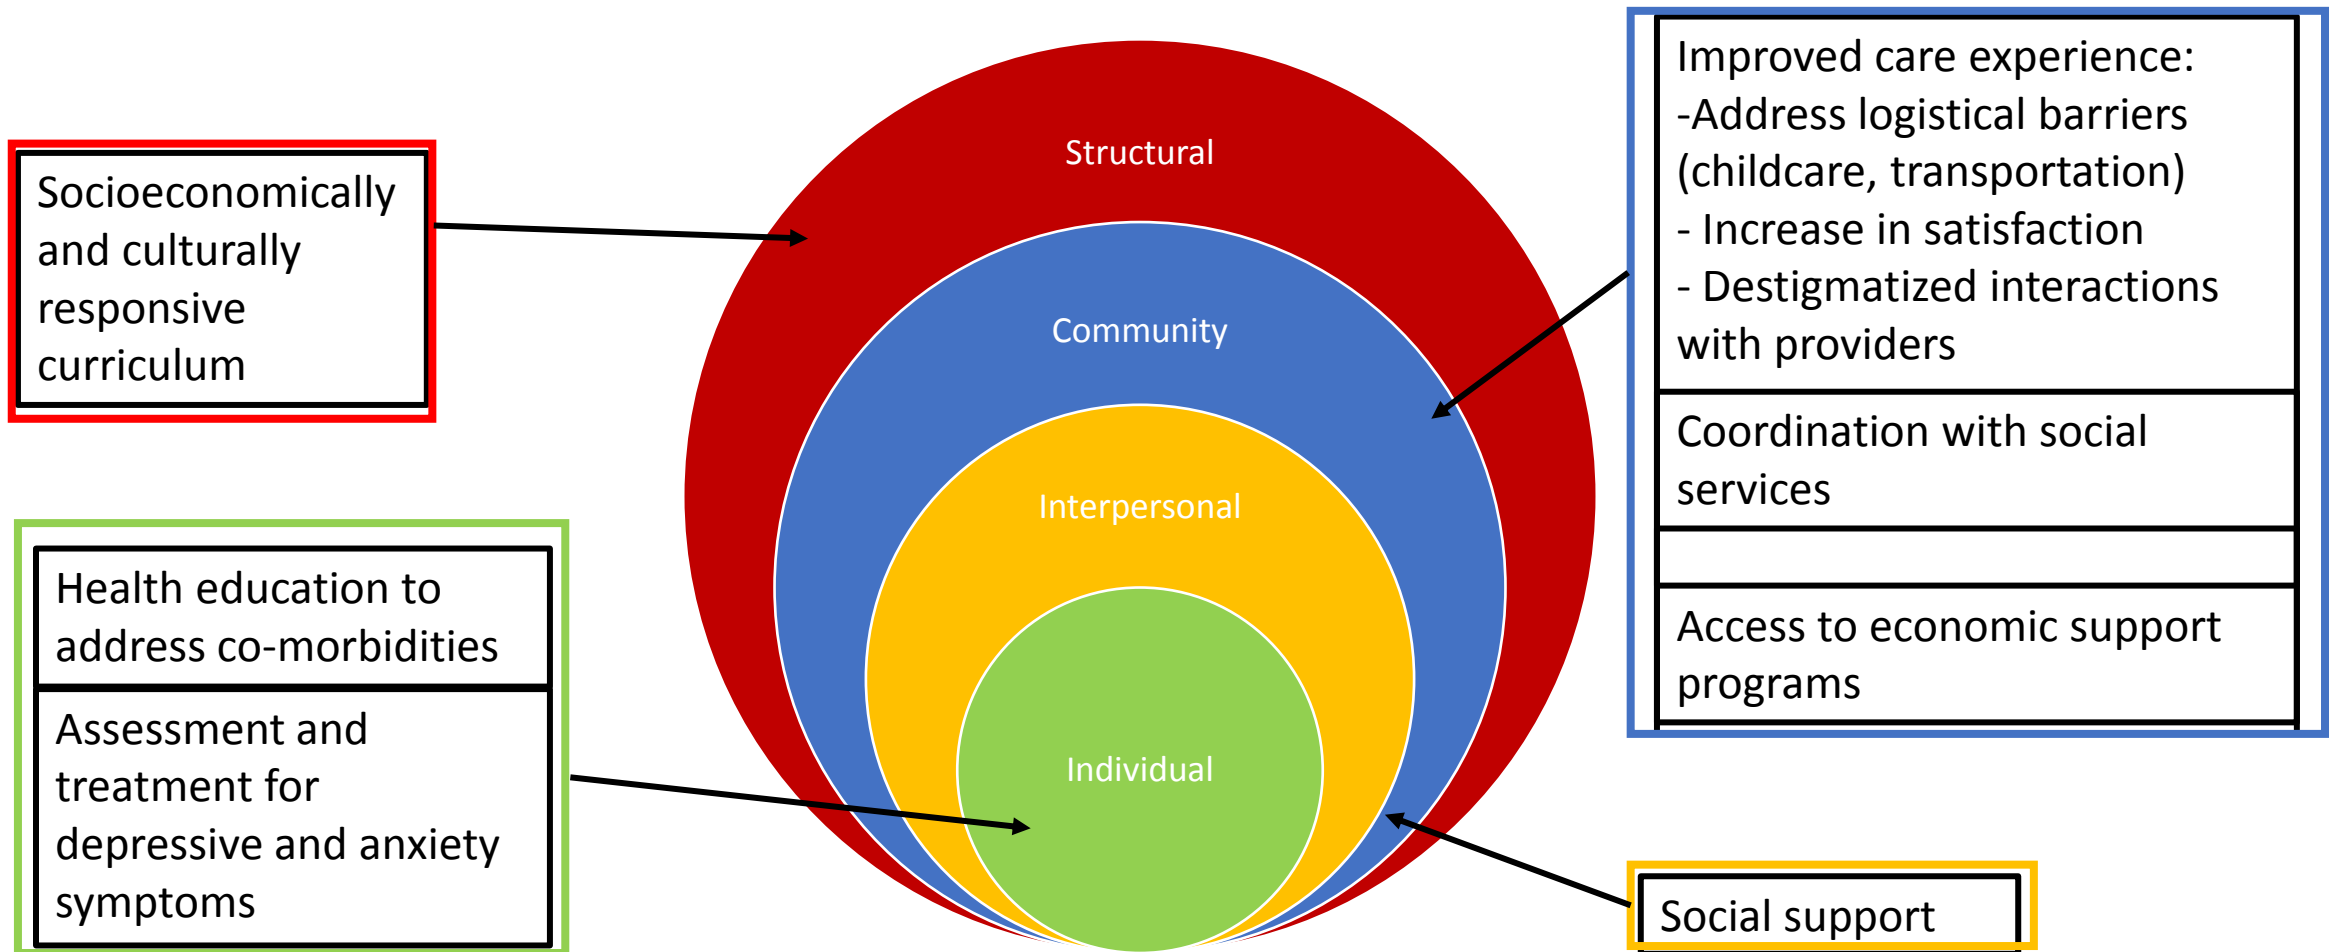 Socioeconomically
and culturally
responsive
curriculum
Health education to
address co-morbidities
Assessment and
treatment for
depressive and anxiety
symptoms
Structural
Community
Interpersonal
Individual
Improved care experience:
-Address logistical barriers
(childcare, transportation)
- Increase in satisfaction
- Destigmatized interactions
with providers
Coordination with social
services
Access to economic support
programs
Social support